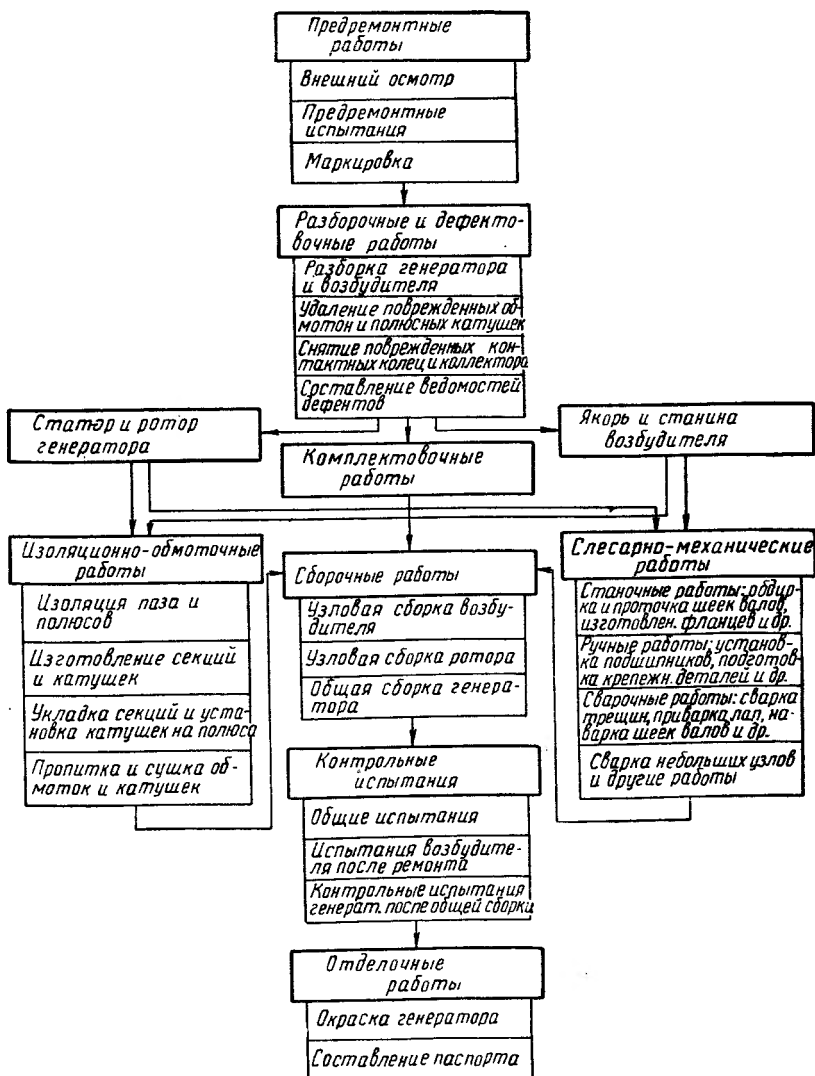 Предремонтные
работы
Внешний осмотр
Предремонтные
испытания
Маркировка
Разборочные и дефекто-
вочные работы
Разборка генератора
и возбудителя
Удаление поврежденных об-
мотон и полюсных катушек
Снятие поврежденных кон-
тактных колец и коллектора
Составление ведомостей
дефентов
Статор и ротор
генератора
Комплектовочные
работы
Якорь и станина
возбудителя
Изоляционно-обмоточные
работы
Изоляция паза и
полюсов
Изготовление секций
и катушек
Укладка секций и уста-
новка катушек на полюса
Пропитка и сушка об-
моток и катушек
Сборочные работы
Узловая сборка возбу-
дителя
Узловая сборка ротора
Общая сборка генера-
тора
Слесарно-механические
работы
Станочные работы: обдир-
ка и проточка шеек валов,
изготовлен. фланцев и др.
Ручные работы: установ-
ка подшипников, подготов-
ка крепежн. деталей и др.
Сварочные работы: сварка
трещин, приварка лап, на-
варка шеек валов и др.
Сварка небольших узлов
и другие работы
Контрольные
испытания
Общие испытания
Испытания возбудите-
ля после ремонта
Контрольные испытания
генерат. после общей сборки
Отделочные
работы
Окраска генератора
Составление паспорта